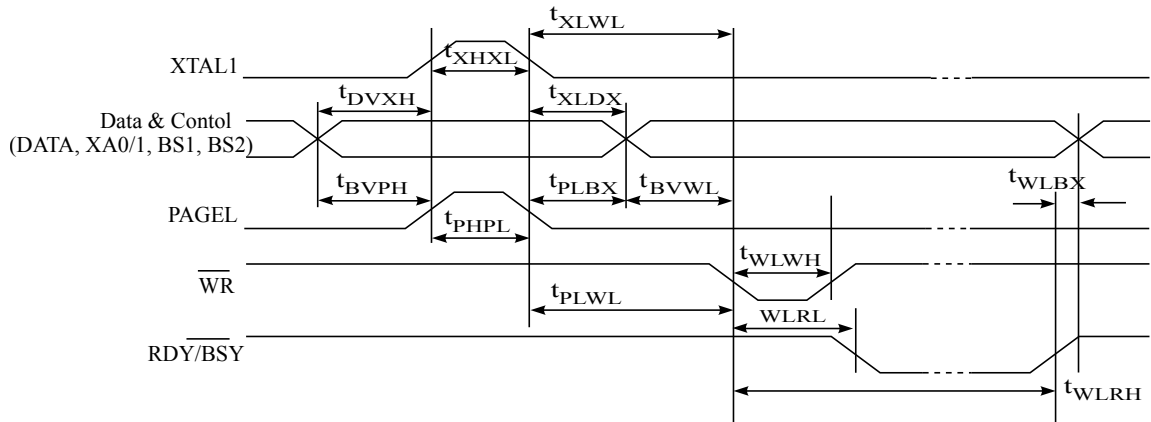 tXLWL
XTAL1
tXHXL
tDVXH
tXLDX
Data & Contol
(DATA, XA0/1, BS1, BS2)
tBVPH
tPLBX
tBVWL
tWLBX
PAGEL
tPHPL
tWLWH
WR
tPLWL
WLRL
RDY/BSY
tWLRH